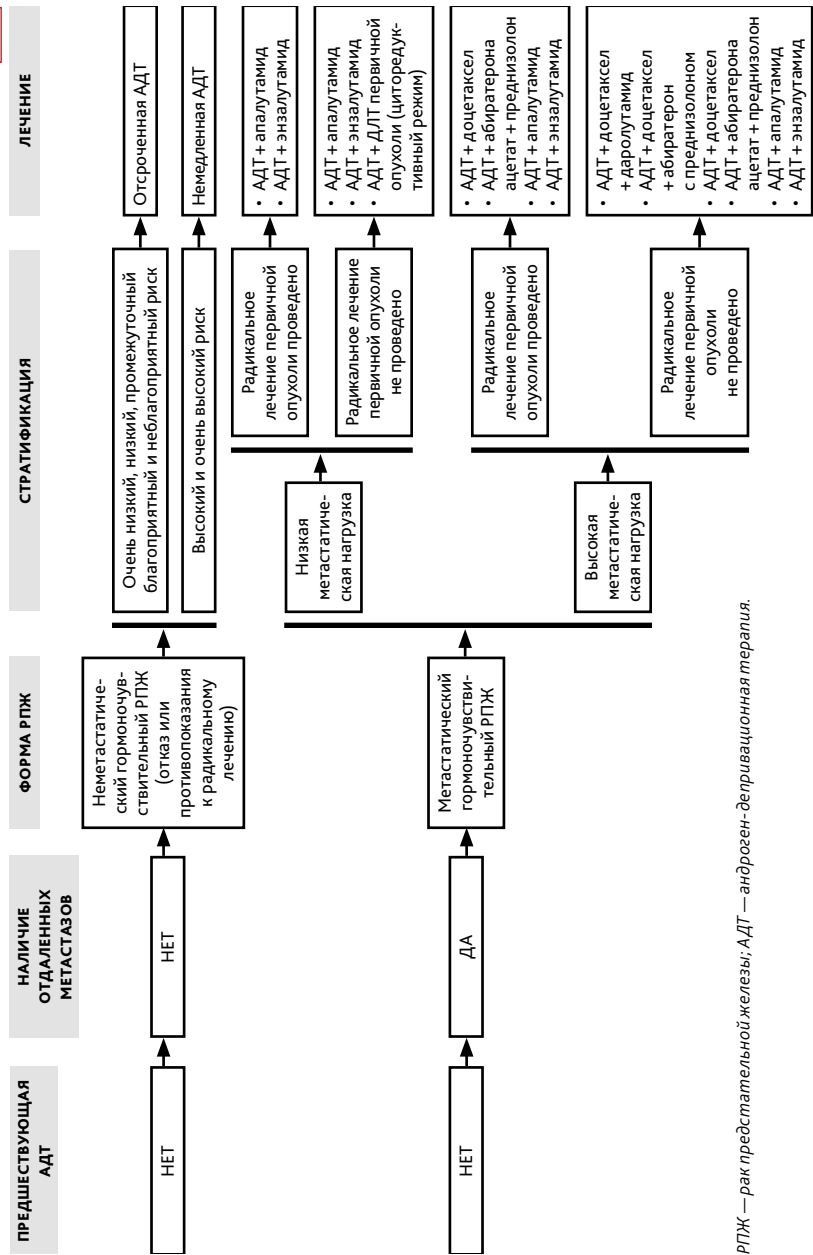 ПРЕДШЕСТВУЮЩАЯ
АДТ
НАЛИЧИЕ
ОТДАЛЕННЫХ
МЕТАСТАЗОВ
ФОРМА РПЖ
СТРАТИФИКАЦИЯ
ЛЕЧЕНИЕ
НЕТ
НЕТ
Неметастатиче-
ский гормоночув-
ствительный РПЖ
(отказ или
противопоказания
к радикальному
лечению)
Очень низкий, низкий, промежуточный
благоприятный и неблагоприятный риск
Отсроченная АДТ
Высокий и очень высокий риск
Немедленная АДТ
НЕТ
ДА
Метастатический
гормоночувстви-
тельный РПЖ
Низкая
метастатиче-
ская нагрузка
Радикальное
лечение первичной
опухоли проведено
• АДТ + апалутамид
• АДТ + энзалутамид
Радикальное лечение
первичной опухоли
не проведено
• АДТ + апалутамид
• АДТ + энзалутамид
• АДТ + ДЛТ первичной
опухоли (циторедук-
тивный режим)
Высокая
метастатиче-
ская нагрузка
Радикальное
лечение первичной
опухоли проведено
• АДТ + доцетаксел
• АДТ + абиратерона
ацетат + преднизолон
• АДТ + апалутамид
• АДТ + энзалутамид
Радикальное
лечение первичной
опухоли
не проведено
• АДТ + доцетаксел
+ даролутамид
• АДТ + доцетаксел
+ абиратерон
с преднизолоном
• АДТ + доцетаксел
• АДТ + абиратерона
ацетат + преднизолон
• АДТ + апалутамид
• АДТ + энзалутамид
РПЖ — рак предстательной железы; АДТ — андроген-депривационная терапия.